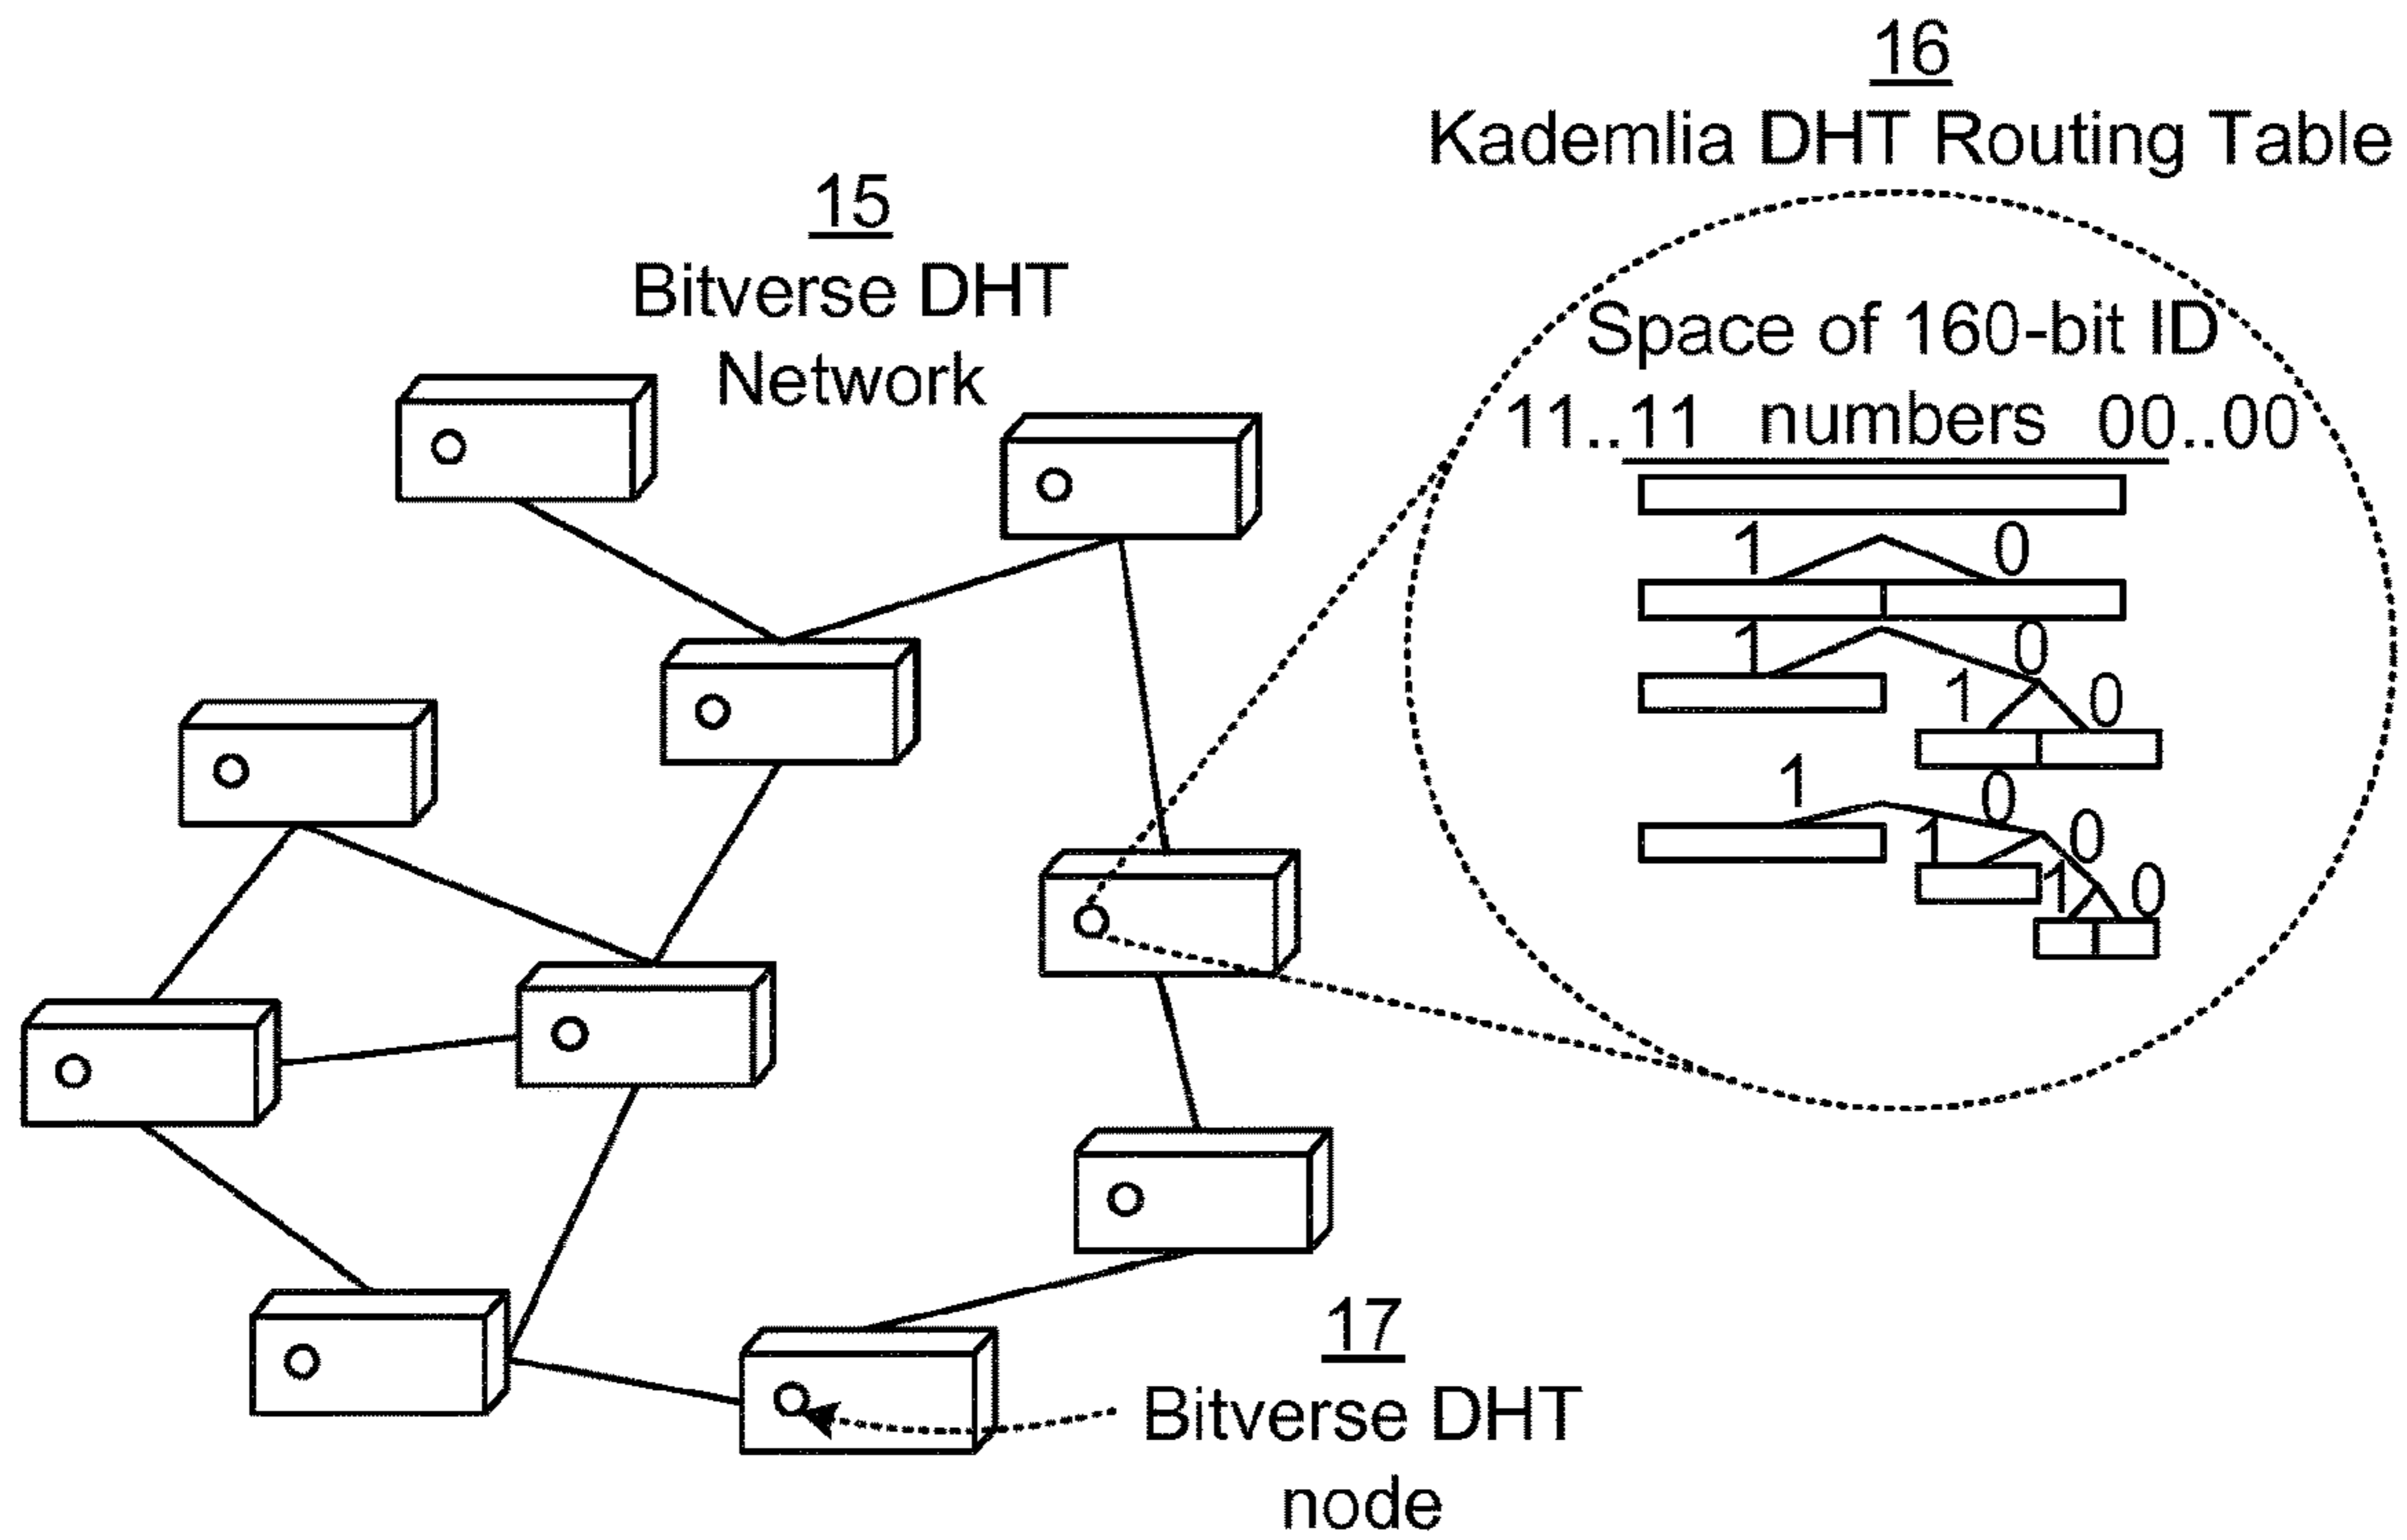 16
Kademlia DHT Routing Table
15
Bitverse DHT
Network
Space of 160-bit ID
11..11 numbers 00..00
1 0
1 0
1 0
1 0
1 0
1 0
17
Bitverse DHT
node